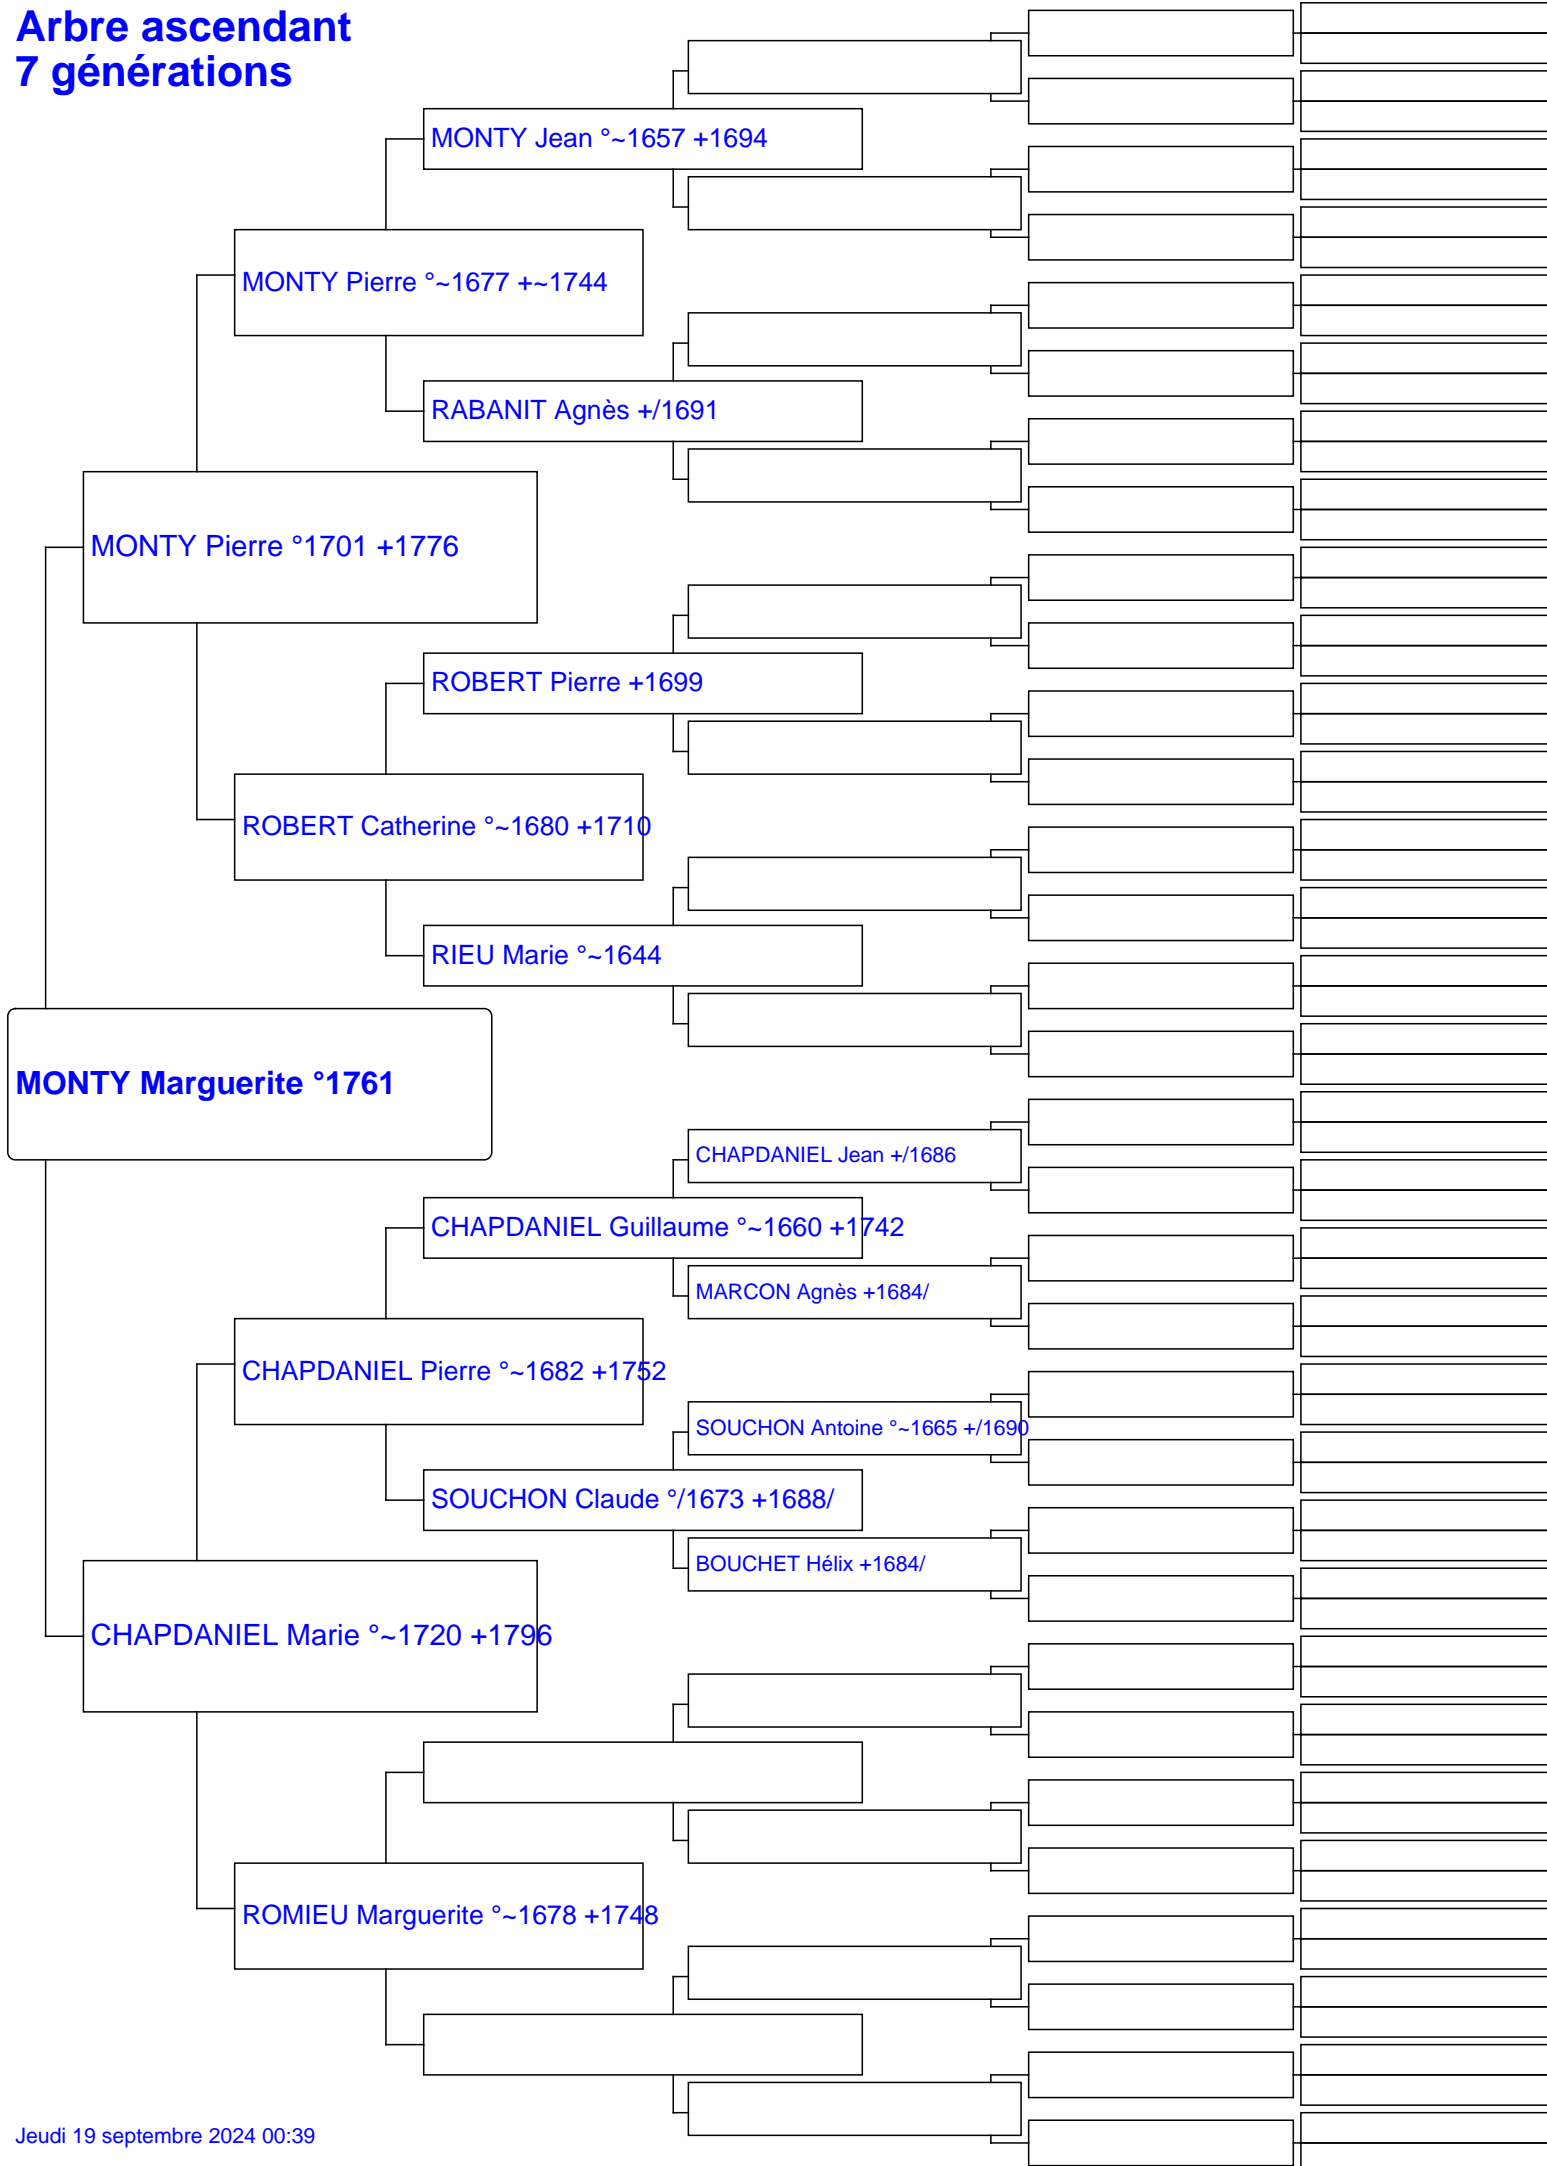 Arbre ascendant
7 générations
MONTY Jean °~1657 +1694
MONTY Pierre °~1677 +~1744
RABANIT Agnès +/1691
MONTY Pierre °1701 +1776
ROBERT Pierre +1699
ROBERT Catherine °~1680 +1710
RIEU Marie °~1644
MONTY Marguerite °1761
CHAPDANIEL Jean +/1686
CHAPDANIEL Guillaume °~1660 +1742
MARCON Agnès +1684/
CHAPDANIEL Pierre °~1682 +1752
SOUCHON Antoine °~1665 +/1690
SOUCHON Claude °/1673 +1688/
BOUCHET Hélix +1684/
CHAPDANIEL Marie °~1720 +1796
ROMIEU Marguerite °~1678 +1748
Jeudi 19 septembre 2024 00:39